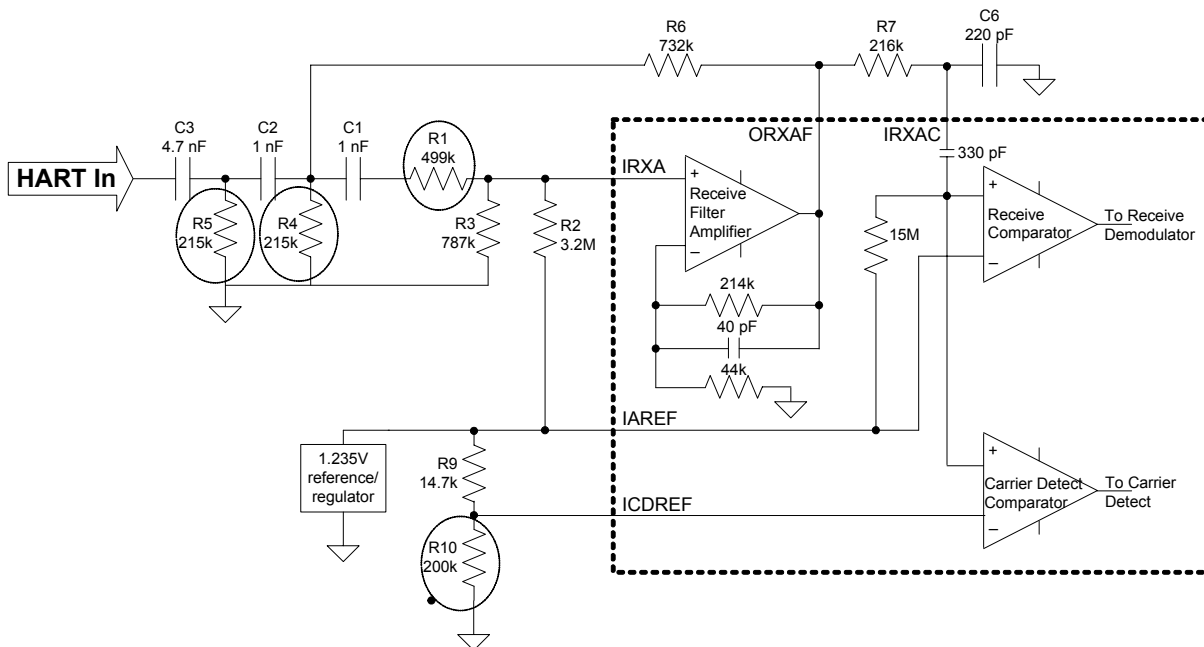 R6
732k
R7
216k
C6
220 pF
C3
4.7 nF
C2
1 nF
C1
1 nF
R1
499k
ORXAF
IRXAC
330 pF
HART In
IRXA
+
Receive
Filter
Amplifier
–
+
Receive
Comparator
–
To Receive
Demodulator
R5
215k
R4
215k
R3
787k
R2
3.2M
15M
214k
40 pF
44k
IAREF
1.235V
reference/
regulator
R9
14.7k
+
Carrier Detect
Comparator
–
To Carrier
Detect
ICDREF
R10
200k